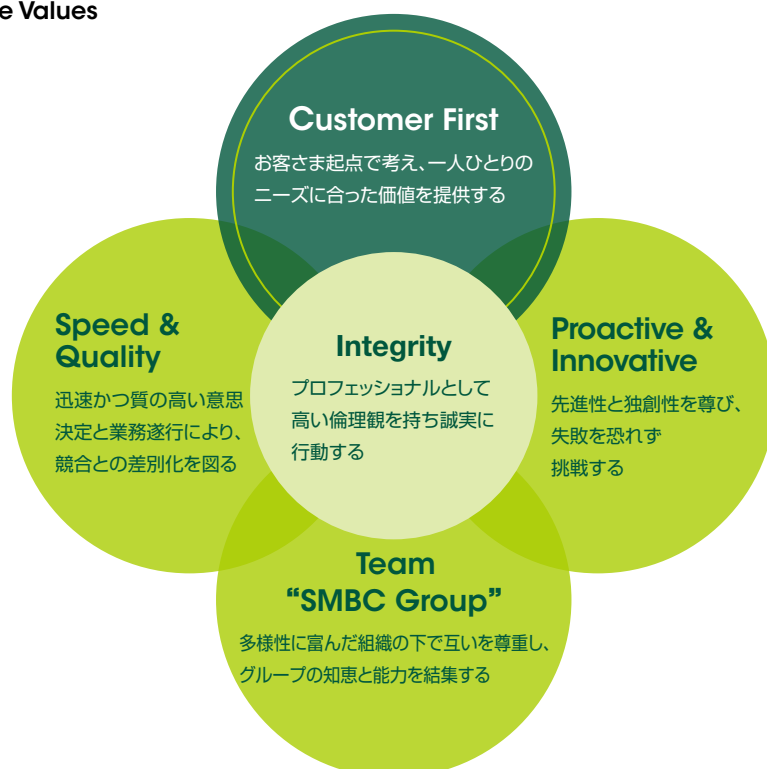 e Values
Customer First
お客さま起点で考え、一人ひとりの
ニーズに合った価値を提供する
Speed &
Quality
迅速かつ質の高い意思
決定と業務遂行により、
競合との差別化を図る
Integrity
プロフェッショナルとして
高い倫理観を持ち誠実に
行動する
Proactive &
Innovative
先進性と独創性を尊び、
失敗を恐れず
挑戦する
Team
“SMBC Group”
多様性に富んだ組織の下で互いを尊重し、
グループの知恵と能力を結集する